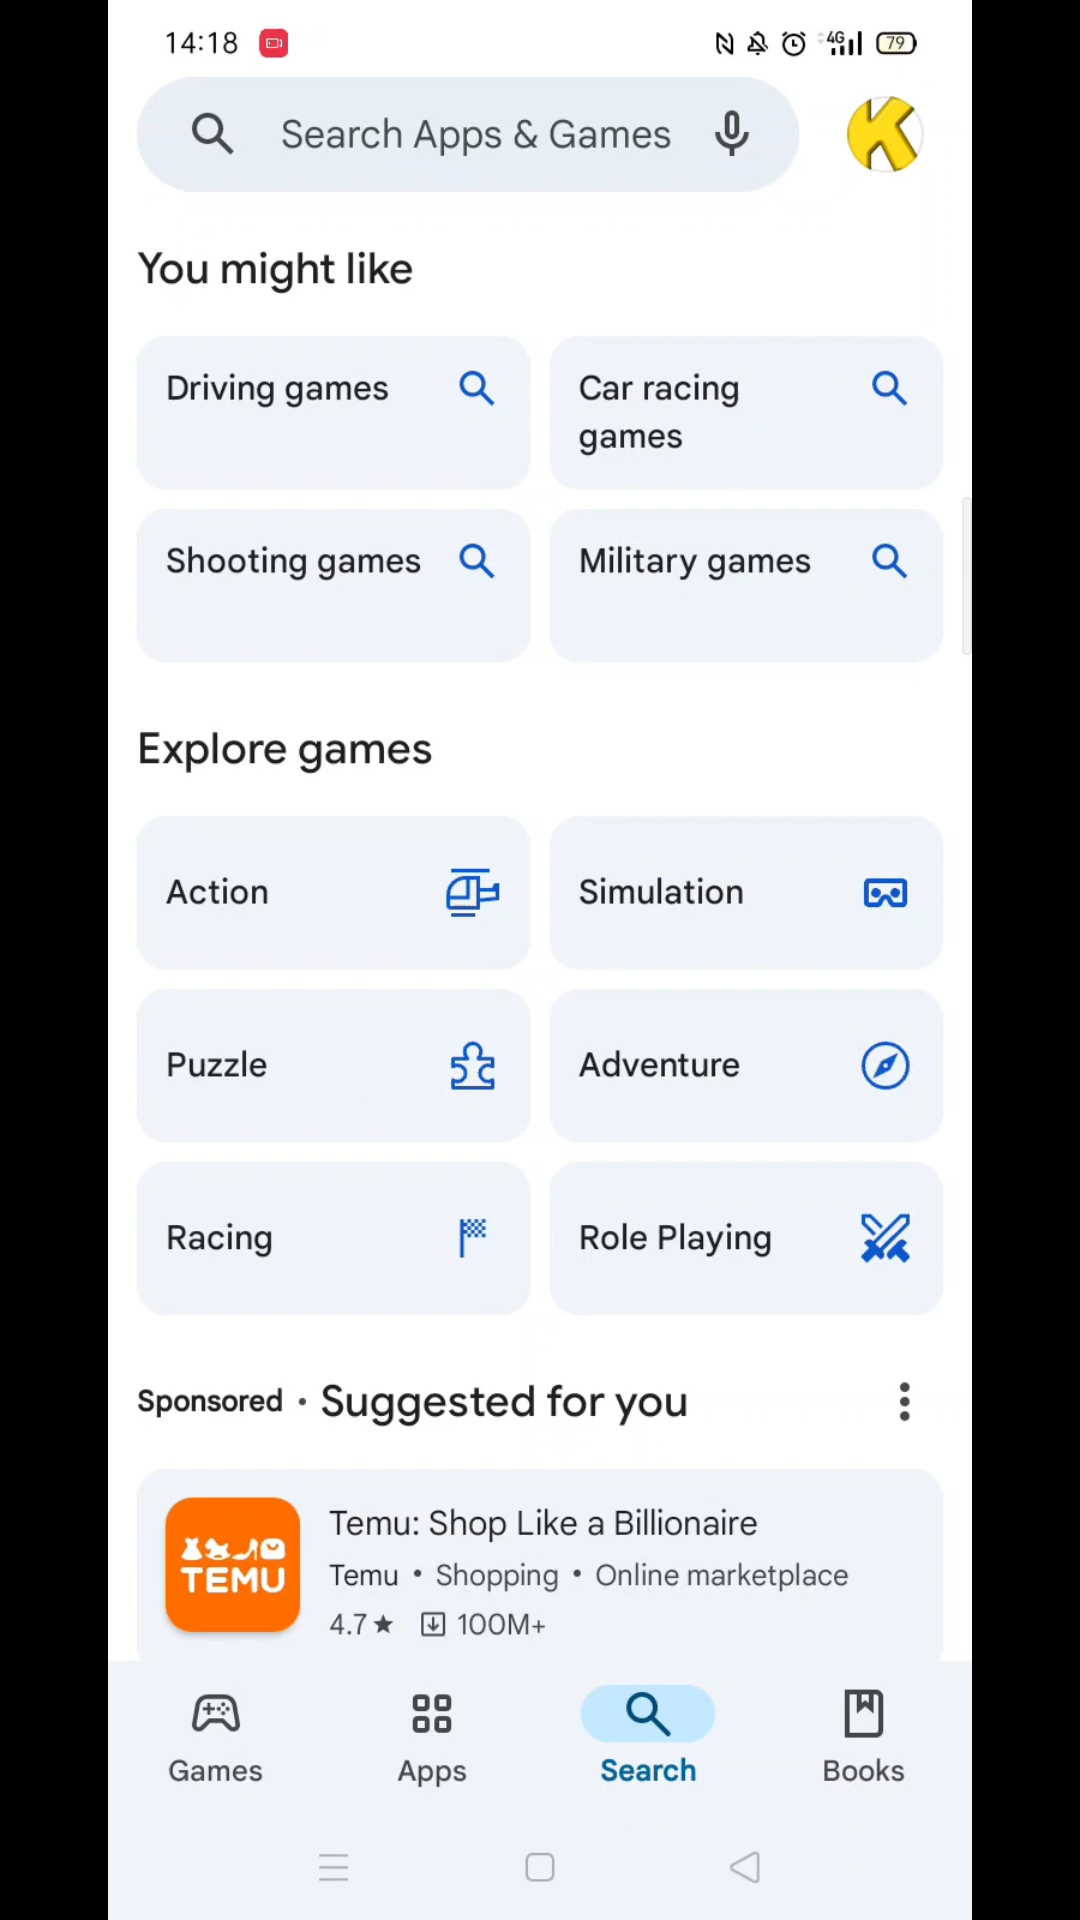 14:18
4G
79
Search Apps & Games
K
You might like
Driving games
Car racing
games
Shooting games
Military games
Explore games
Action
Simulation
Puzzle
Adventure
Racing
Role Playing
Sponsored • Suggested for you
TEMU
Temu: Shop Like a Billionaire
Temu • Shopping • Online marketplace
4.7★ 100M+
Games
Apps
Search
Books